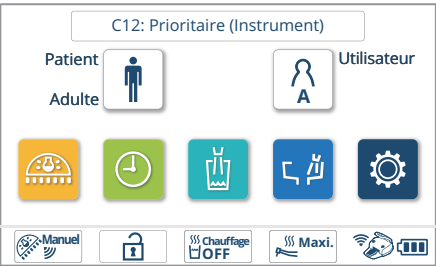 C12: Prioritaire (Instrument)
Patient
Adulte
Utilisateur
A
Manuel
Chauffage
OFF
Maxi.